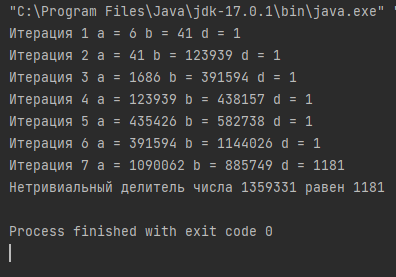 "C:\Program Files\Java\jdk-17.0.1\bin\java.exe" "
Итерация 1 a = 6 b = 41 d = 1
Итерация 2 a = 41 b = 123939 d = 1
Итерация 3 a = 1686 b = 391594 d = 1
Итерация 4 a = 123939 b = 438157 d = 1
Итерация 5 a = 435426 b = 582738 d = 1
Итерация 6 a = 391594 b = 1144026 d = 1
Итерация 7 a = 1090062 b = 885749 d = 1181
Нетривиальный делитель числа 1359331 равен 1181
Process finished with exit code 0